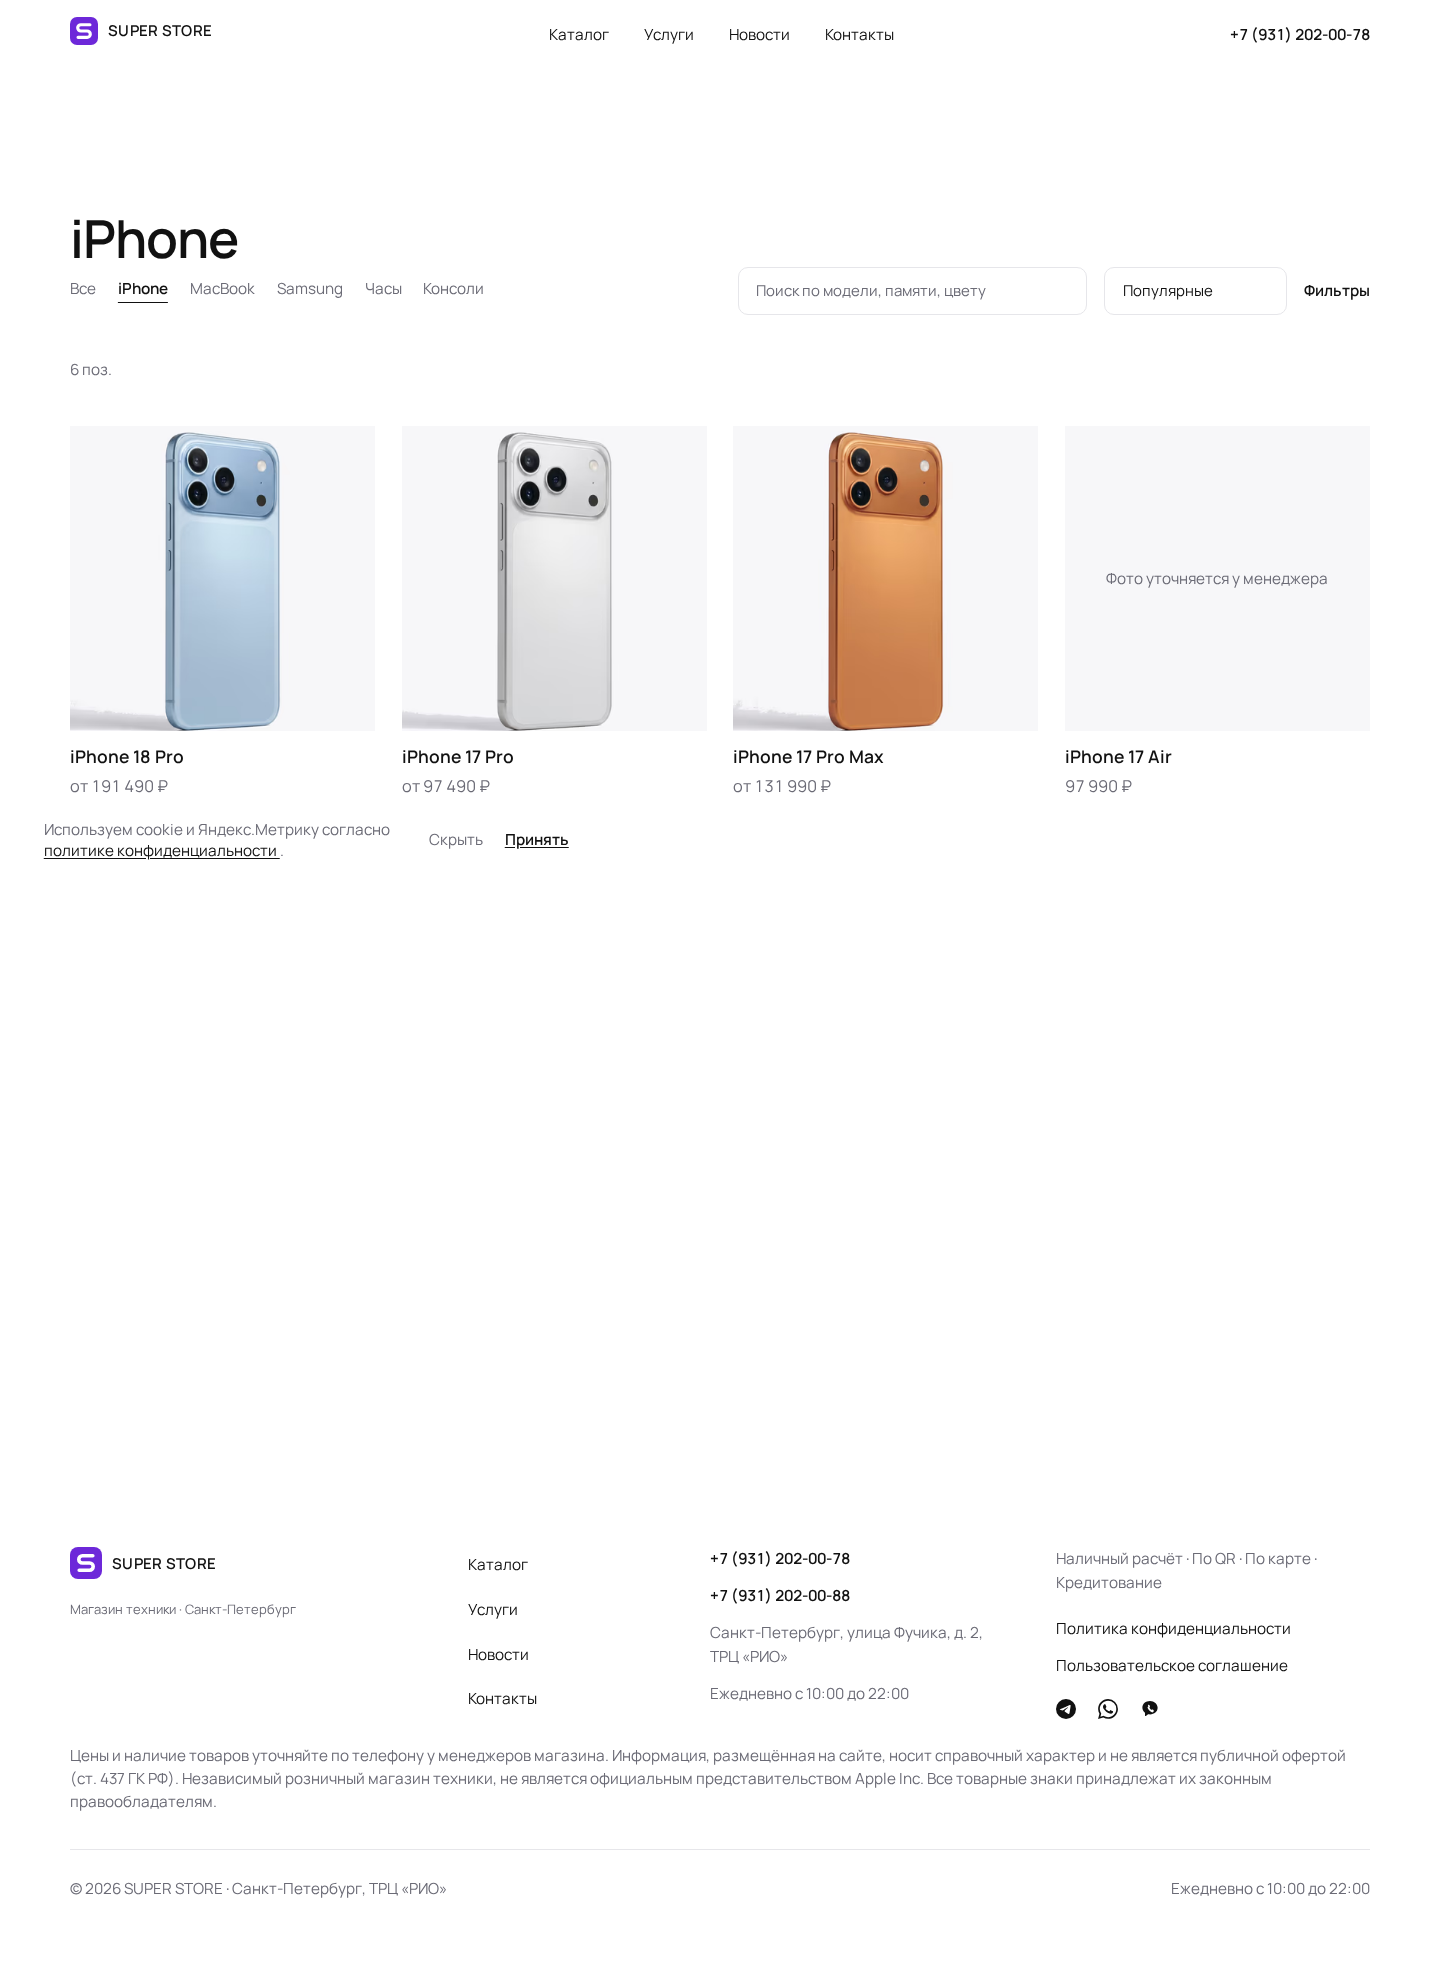 SUPER STORE
Каталог
Услуги
Новости
Контакты
+7 (931) 202-00-78
iPhone
Все
iPhone
MacBook
Samsung
Часы
Консоли
Поиск по модели, памяти, цвету
Популярные
Фильтры
6 поз.
Фото уточняется у менеджера
iPhone 18 Pro
от 191 490 ₽
iPhone 17 Pro
от 97 490 ₽
iPhone 17 Pro Max
от 131 990 ₽
iPhone 17 Air
97 990 ₽
Используем cookie и Яндекс.Метрику согласно
политике конфиденциальности .
Скрыть
Принять
SUPER STORE
Магазин техники · Санкт-Петербург
Каталог
Услуги
Новости
Контакты
+7 (931) 202-00-78
+7 (931) 202-00-88
Санкт-Петербург, улица Фучика, д. 2,
ТРЦ «РИО»
Ежедневно с 10:00 до 22:00
Наличный расчёт · По QR · По карте ·
Кредитование
Политика конфиденциальности
Пользовательское соглашение
Цены и наличие товаров уточняйте по телефону у менеджеров магазина. Информация, размещённая на сайте, носит справочный характер и не является публичной офертой
(ст. 437 ГК РФ). Независимый розничный магазин техники, не является официальным представительством Apple Inc. Все товарные знаки принадлежат их законным
правообладателям.
© 2026 SUPER STORE · Санкт-Петербург, ТРЦ «РИО»
Ежедневно с 10:00 до 22:00